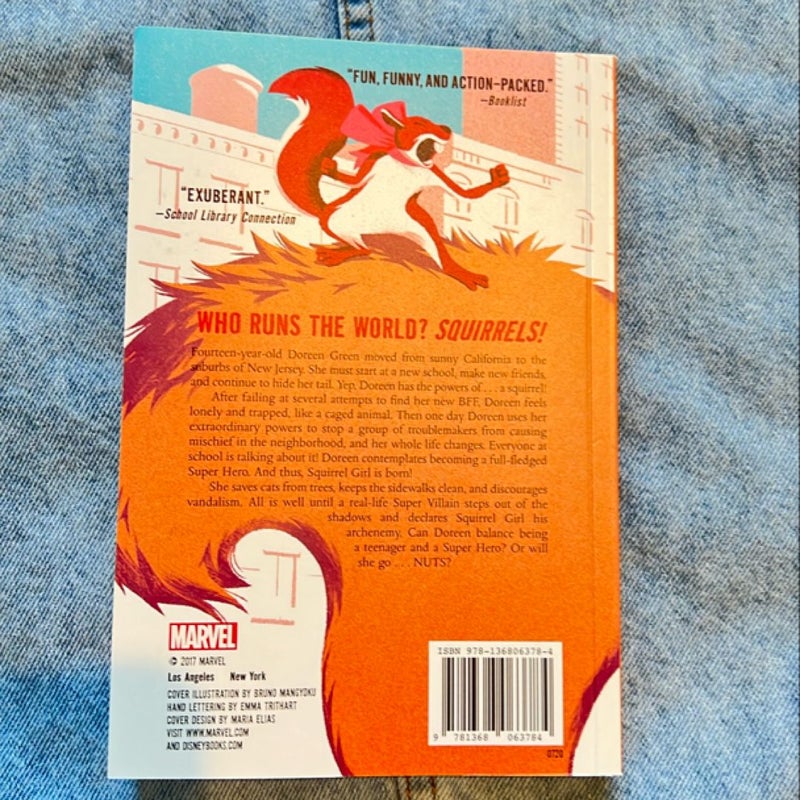 "FUN, FUNNY, AND ACTION-PACKED."
—Booklist
"EXUBERANT."
—School Library Connection
WHO RUNS THE WORLD? SQUIRRELS!
Fourteen-year-old Doreen Green moved from sunny California to the
suburbs of New Jersey. She must start at a new school, make new friends,
and continue to hide her tail. Yep, Doreen has the powers of . . . a squirrel!
After failing at several attempts to find her new BFF, Doreen feels
lonely and trapped, like a caged animal. Then one day Doreen uses her
extraordinary powers to stop a group of troublemakers from causing
mischief in the neighborhood, and her whole life changes. Everyone at
school is talking about it! Doreen contemplates becoming a full-fledged
Super Hero. And thus, Squirrel Girl is born!
She saves cats from trees, keeps the sidewalks clean, and discourages
vandalism. All is well until a real-life Super Villain steps out of the
shadows and declares Squirrel Girl his
archenemy. Can Doreen balance being
a teenager and a Super Hero? Or will
she go . . . NUTS?
MARVEL
© 2017 MARVEL
Los Angeles New York
COVER ILLUSTRATION BY BRUNO MANGYOKU
HAND LETTERING BY EMMA TRITHART
COVER DESIGN BY MARIA ELIAS
VISIT WWW.MARVEL.COM
AND DISNEYBOOKS.COM
ISBN 978-136806378-4
9 781368 063784
0720